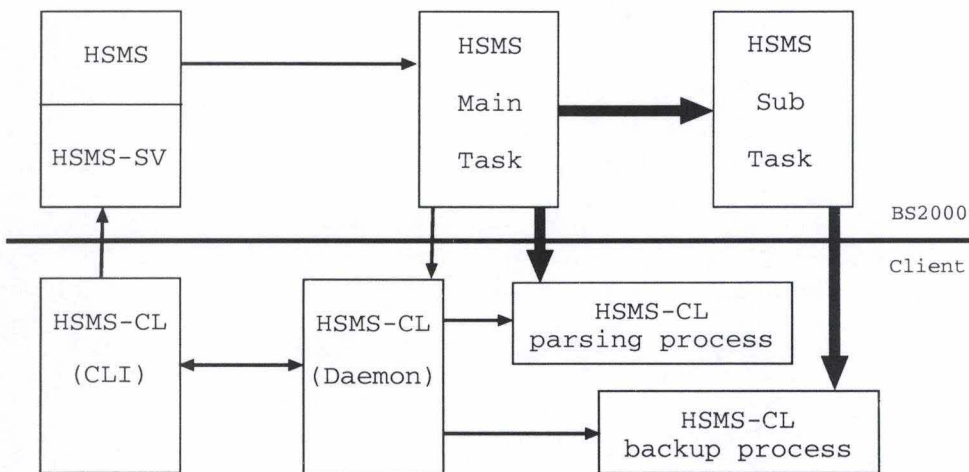 HSMS
HSMS-SV
HSMS
Main
Task
HSMS
Sub
Task
BS2000
Client
HSMS-CL
(CLI)
HSMS-CL
(Daemon)
HSMS-CL
parsing process
HSMS-CL
backup process